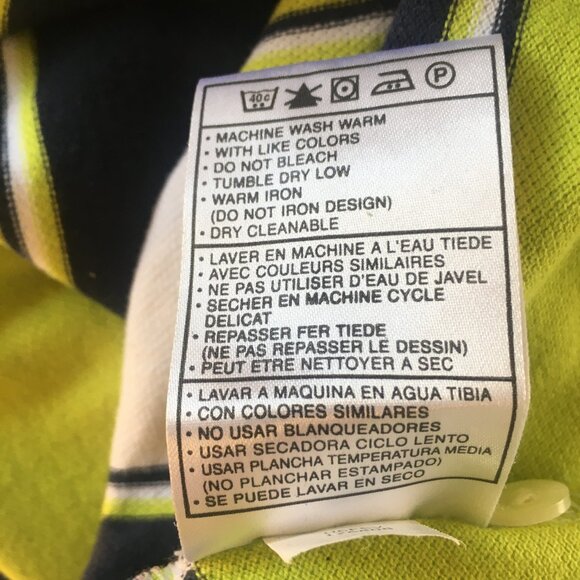 40c P
• MACHINE WASH WARM
• WITH LIKE COLORS
• DO NOT BLEACH
• TUMBLE DRY LOW
• WARM IRON
(DO NOT IRON DESIGN)
• DRY CLEANABLE
• LAVER EN MACHINE A L'EAU TIEDE
• AVEC COULEURS SIMILAIRES
• NE PAS UTILISER D'EAU DE JAVEL
• SECHER EN MACHINE CYCLE
DELICAT
• REPASSER FER TIEDE
(NE PAS REPASSER LE DESSIN)
• PEUT ETRE NETTOYER A SEC
• LAVAR A MAQUINA EN AGUA TIBIA
• CON COLORES SIMILARES
• NO USAR BLANQUEADORES
• USAR SECADORA CICLO LENTO
• USAR PLANCHA TEMPERATURA MEDIA
(NO PLANCHAR ESTAMPADO)
• SE PUEDE LAVAR EN SECO